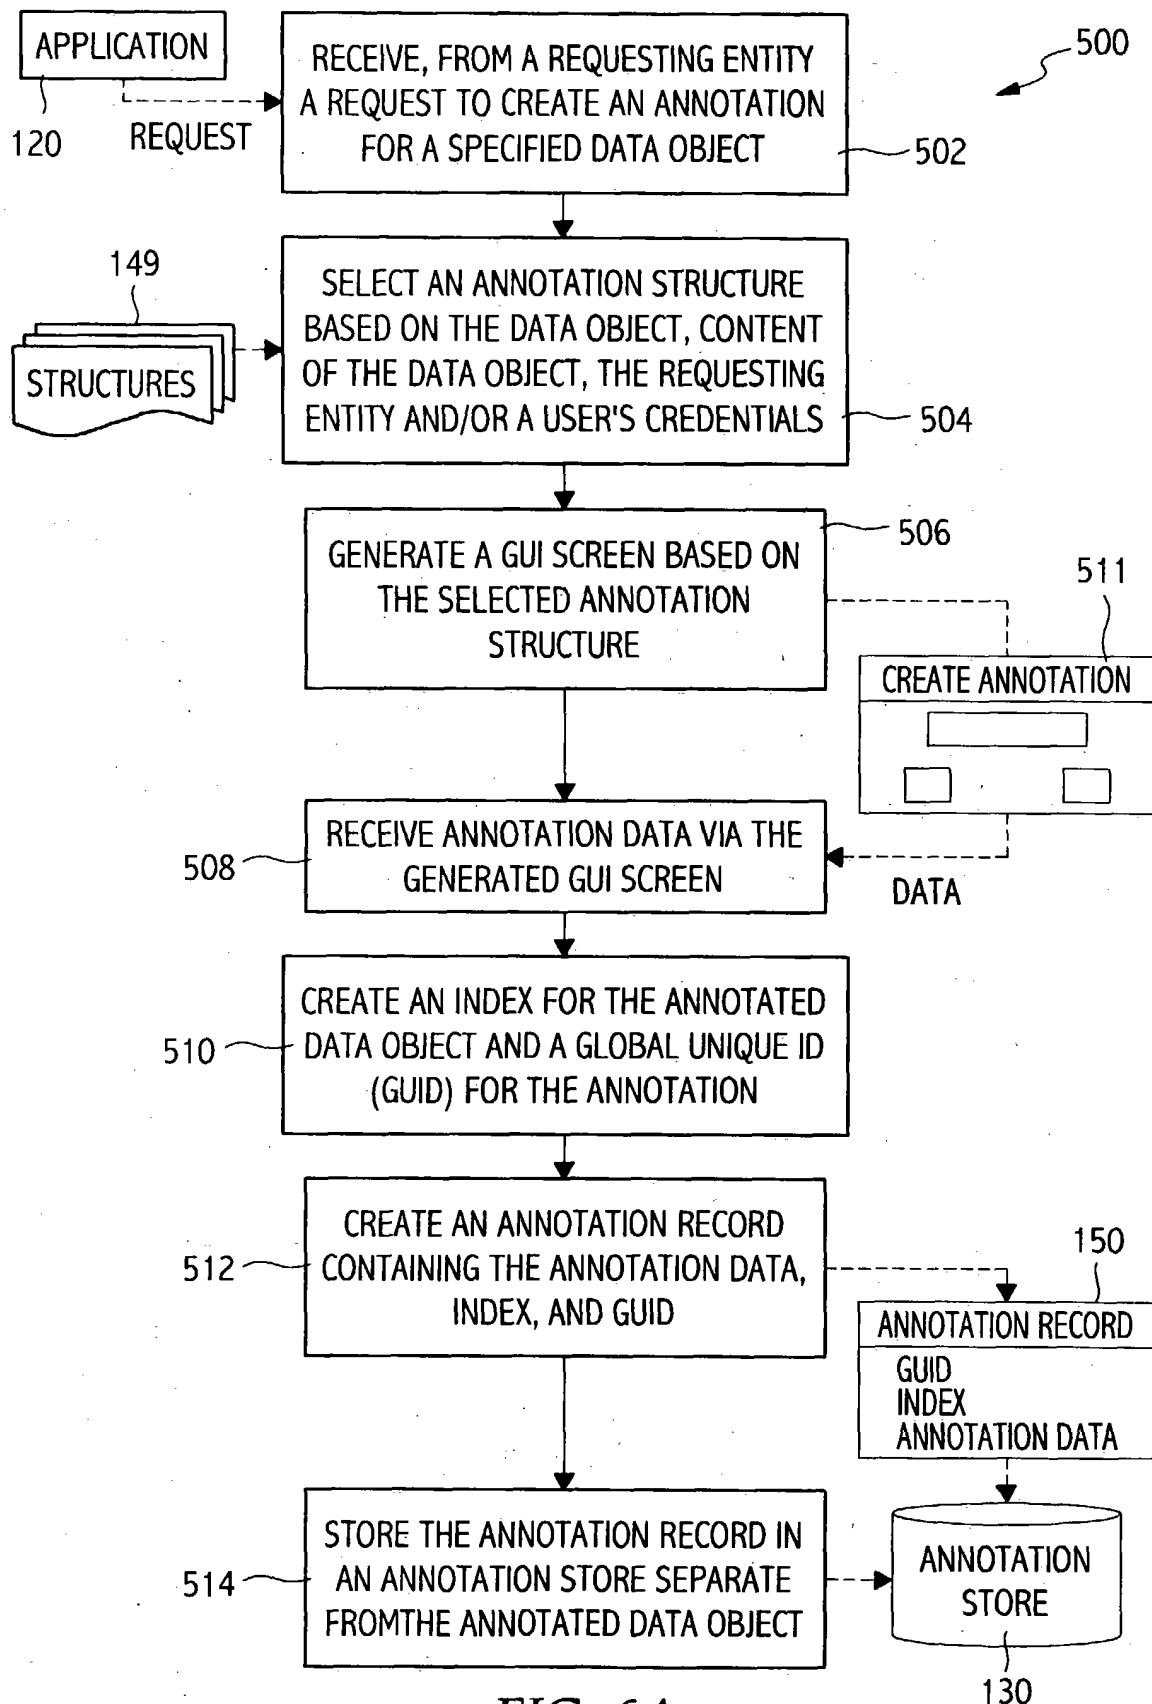 APPLICATION
120
REQUEST
RECEIVE, FROM A REQUESTING ENTITY
A REQUEST TO CREATE AN ANNOTATION
FOR A SPECIFIED DATA OBJECT
502
500
149
STRUCTURES
SELECT AN ANNOTATION STRUCTURE
BASED ON THE DATA OBJECT, CONTENT
OF THE DATA OBJECT, THE REQUESTING
ENTITY AND/OR A USER'S CREDENTIALS
504
GENERATE A GUI SCREEN BASED ON
THE SELECTED ANNOTATION
STRUCTURE
506
511
CREATE ANNOTATION
508
RECEIVE ANNOTATION DATA VIA THE
GENERATED GUI SCREEN
DATA
510
CREATE AN INDEX FOR THE ANNOTATED
DATA OBJECT AND A GLOBAL UNIQUE ID
(GUID) FOR THE ANNOTATION
512
CREATE AN ANNOTATION RECORD
CONTAINING THE ANNOTATION DATA,
INDEX, AND GUID
150
ANNOTATION RECORD
GUID
INDEX
ANNOTATION DATA
514
STORE THE ANNOTATION RECORD IN
AN ANNOTATION STORE SEPARATE
FROMTHE ANNOTATED DATA OBJECT
ANNOTATION
STORE
130
FIG. 6A